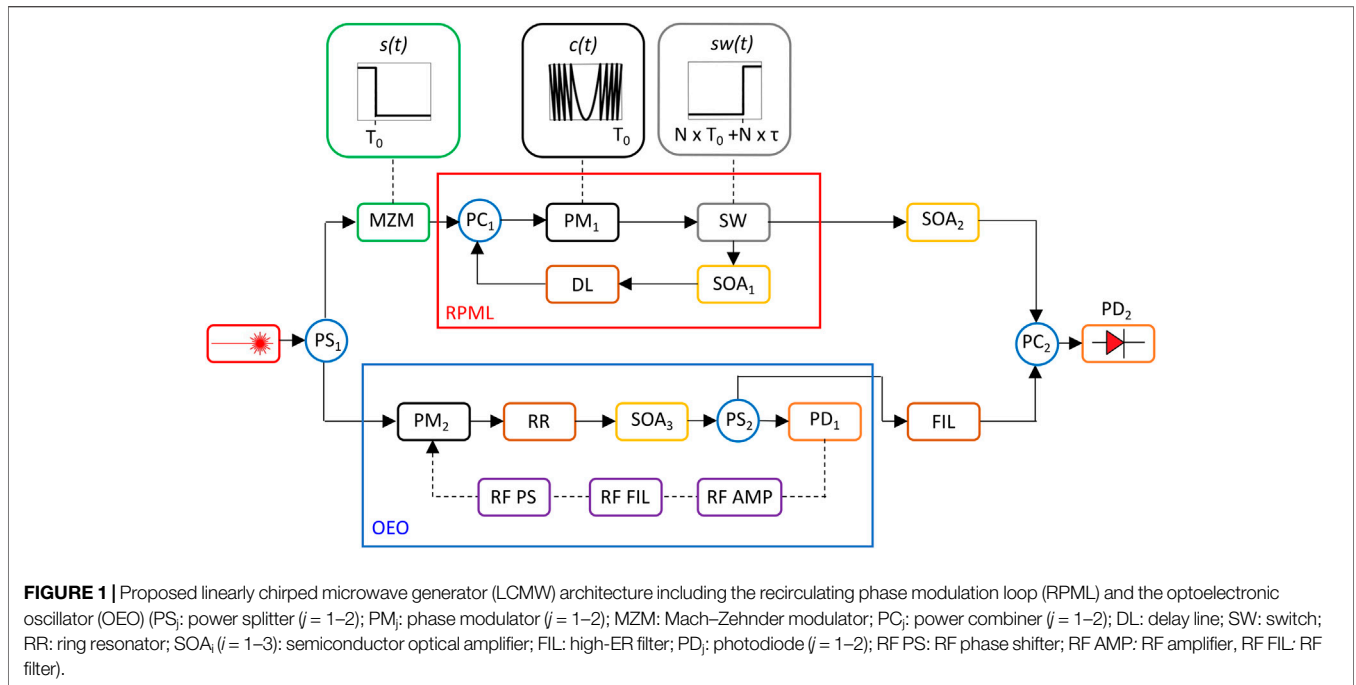 s(t)
c(t)
sw(t)
T₀
T₀
N x T₀ +N x τ
MZM
PC₁
PM₁
SW
SOA₂
DL
SOA₁
RPML
PS₁
PD₂
PC₂
PM₂
RR
SOA₃
PS₂
PD₁
FIL
RF PS
RF FIL
RF AMP
OEO
FIGURE 1 | Proposed linearly chirped microwave generator (LCMW) architecture including the recirculating phase modulation loop (RPML) and the optoelectronic
oscillator (OEO) (PSⱼ: power splitter (j = 1–2); PMⱼ: phase modulator (j = 1–2); MZM: Mach–Zehnder modulator; PCⱼ: power combiner (j = 1–2); DL: delay line; SW: switch;
RR: ring resonator; SOAᵢ (i = 1–3): semiconductor optical amplifier; FIL: high-ER filter; PDⱼ: photodiode (j = 1–2); RF PS: RF phase shifter; RF AMP: RF amplifier, RF FIL: RF
filter).